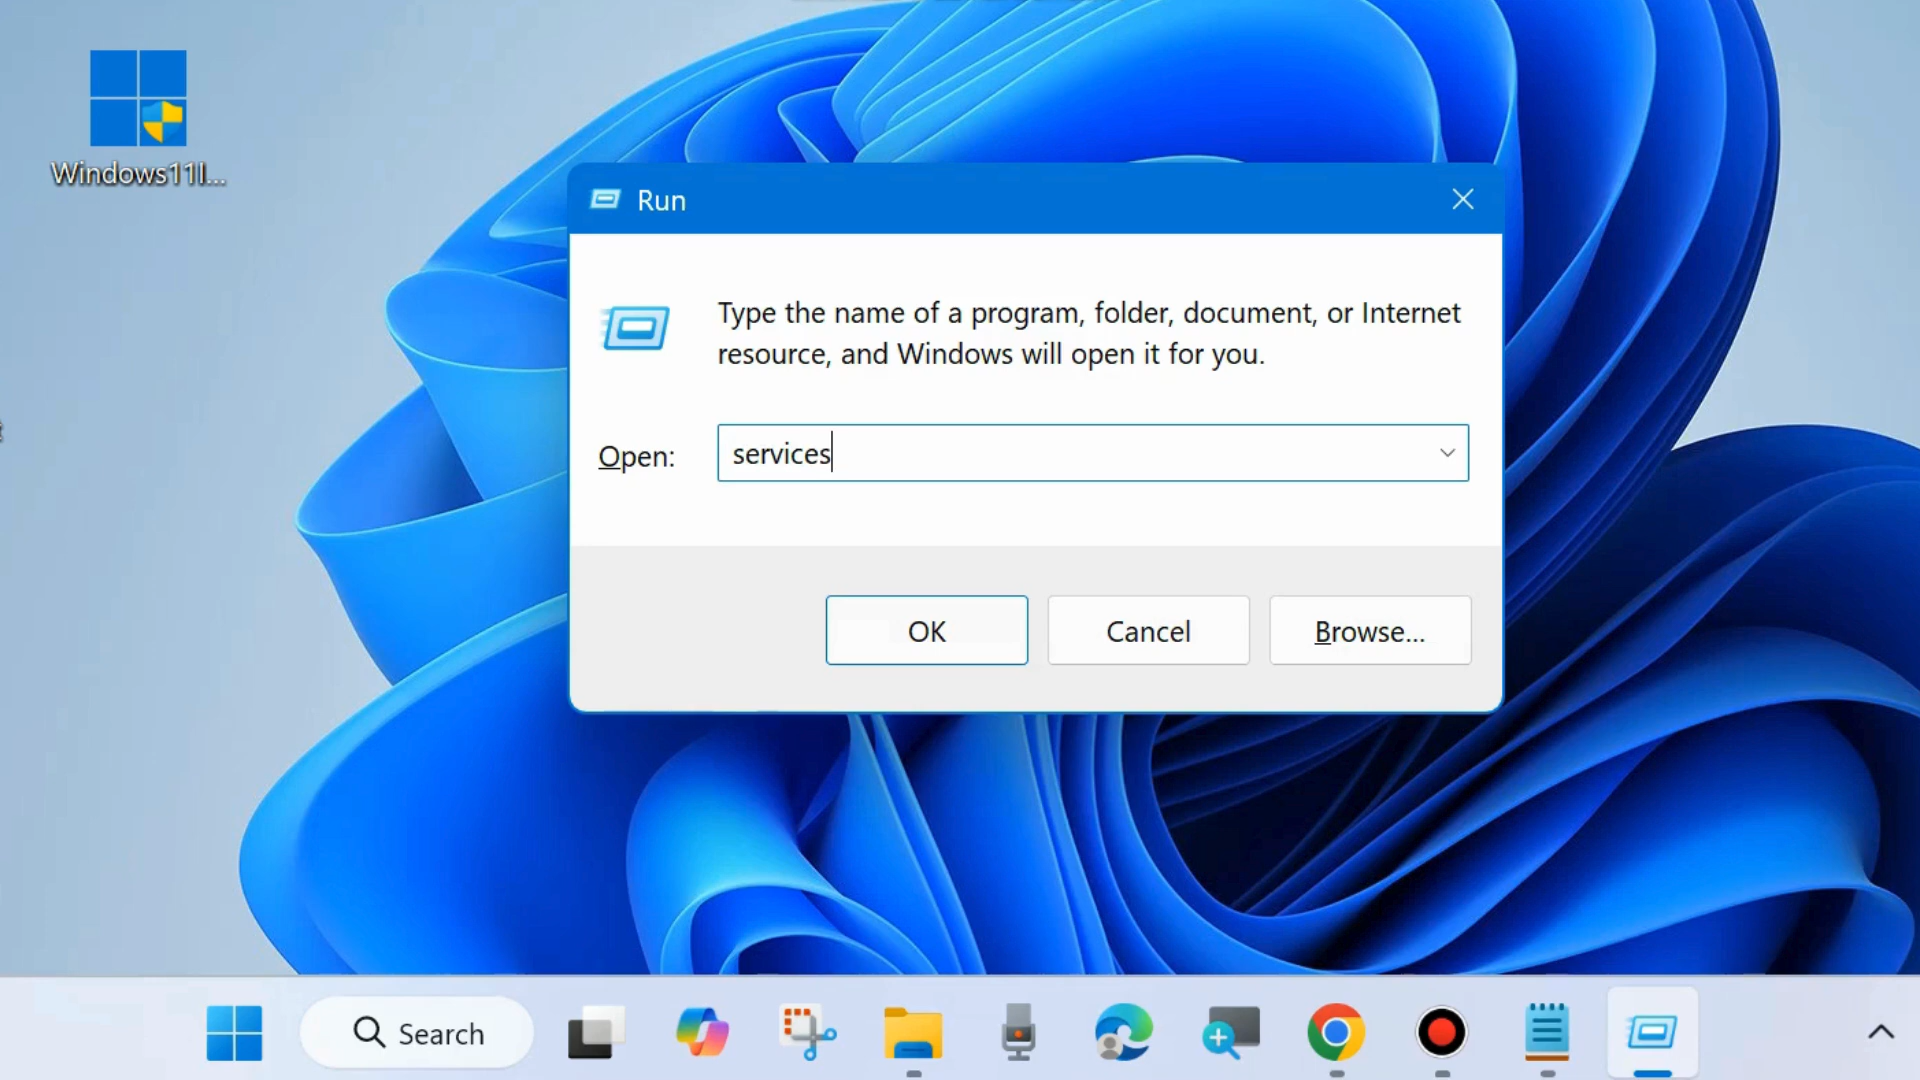 Windows11I...
Run
Type the name of a program, folder, document, or Internet
resource, and Windows will open it for you.
Open:
services
OK
Cancel
Browse...
Search